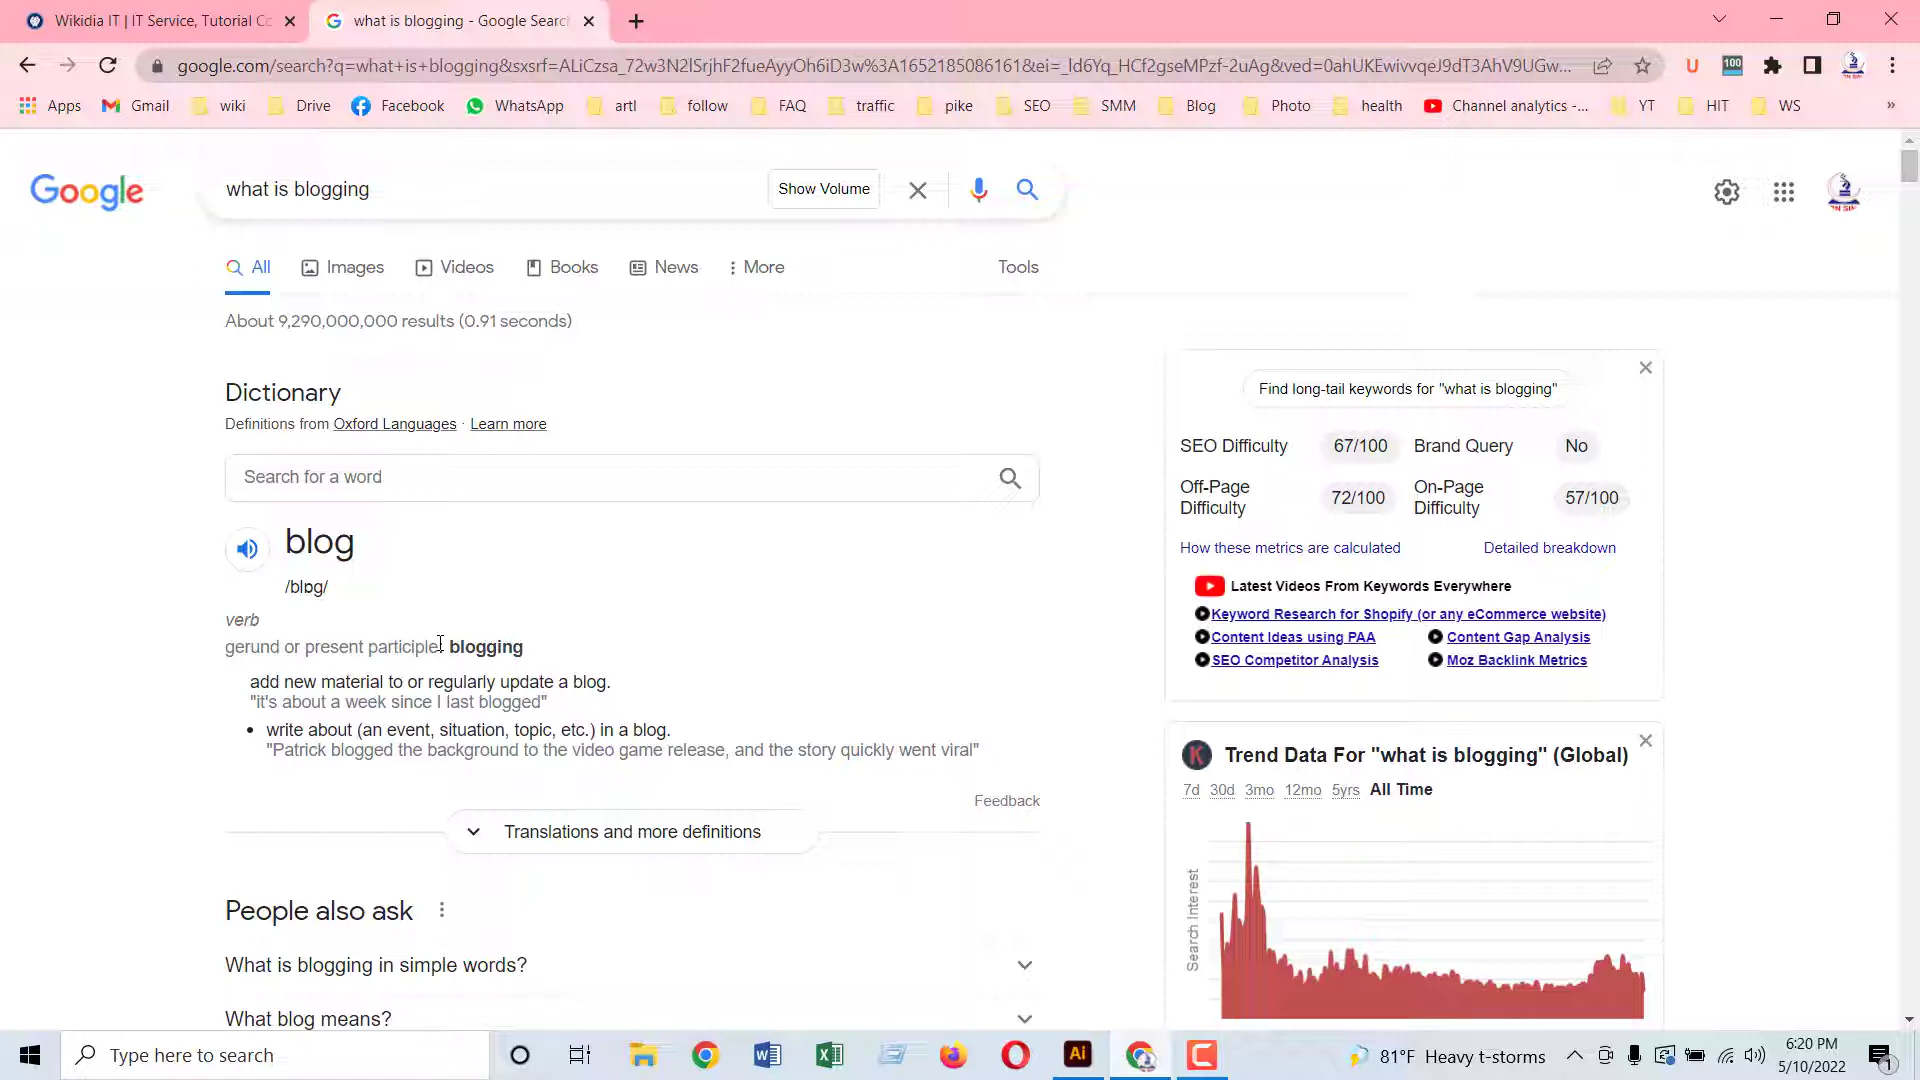 Wikidia IT | IT Service, Tutorial Co
what is blogging - Google Search
google.com/search?q=what+is+blogging&sxsrf=ALiCzsa_72w3N2lSrjhF2fueAyyOh6iD3w%3A1652185086161&ei=_ld6Yq_HCf2gseMPzf-2uAg&ved=0ahUKEwivvqeJ9dT3AhV9UGw...
U 100
Apps Gmail wiki Drive Facebook WhatsApp artl follow FAQ traffic pike SEO SMM Blog Photo health Channel analytics -... YT HIT WS »
Google
what is blogging
Show Volume
All Images Videos Books News More Tools
About 9,290,000,000 results (0.91 seconds)
Dictionary
Definitions from Oxford Languages · Learn more
Search for a word
blog
/blɒɡ/
verb
gerund or present participle blogging
add new material to or regularly update a blog.
"it's about a week since I last blogged"
• write about (an event, situation, topic, etc.) in a blog.
"Patrick blogged the background to the video game release, and the story quickly went viral"
Feedback
Translations and more definitions
People also ask
What is blogging in simple words?
What blog means?
Find long-tail keywords for "what is blogging"
SEO Difficulty 67/100 Brand Query No
Off-Page Difficulty 72/100 On-Page Difficulty 57/100
How these metrics are calculated Detailed breakdown
Latest Videos From Keywords Everywhere
Keyword Research for Shopify (or any eCommerce website)
Content Ideas using PAA Content Gap Analysis
SEO Competitor Analysis Moz Backlink Metrics
K Trend Data For "what is blogging" (Global)
7d 30d 3mo 12mo 5yrs All Time
Search Interest
Type here to search
Ai
81°F Heavy t-storms
6:20 PM
5/10/2022
1